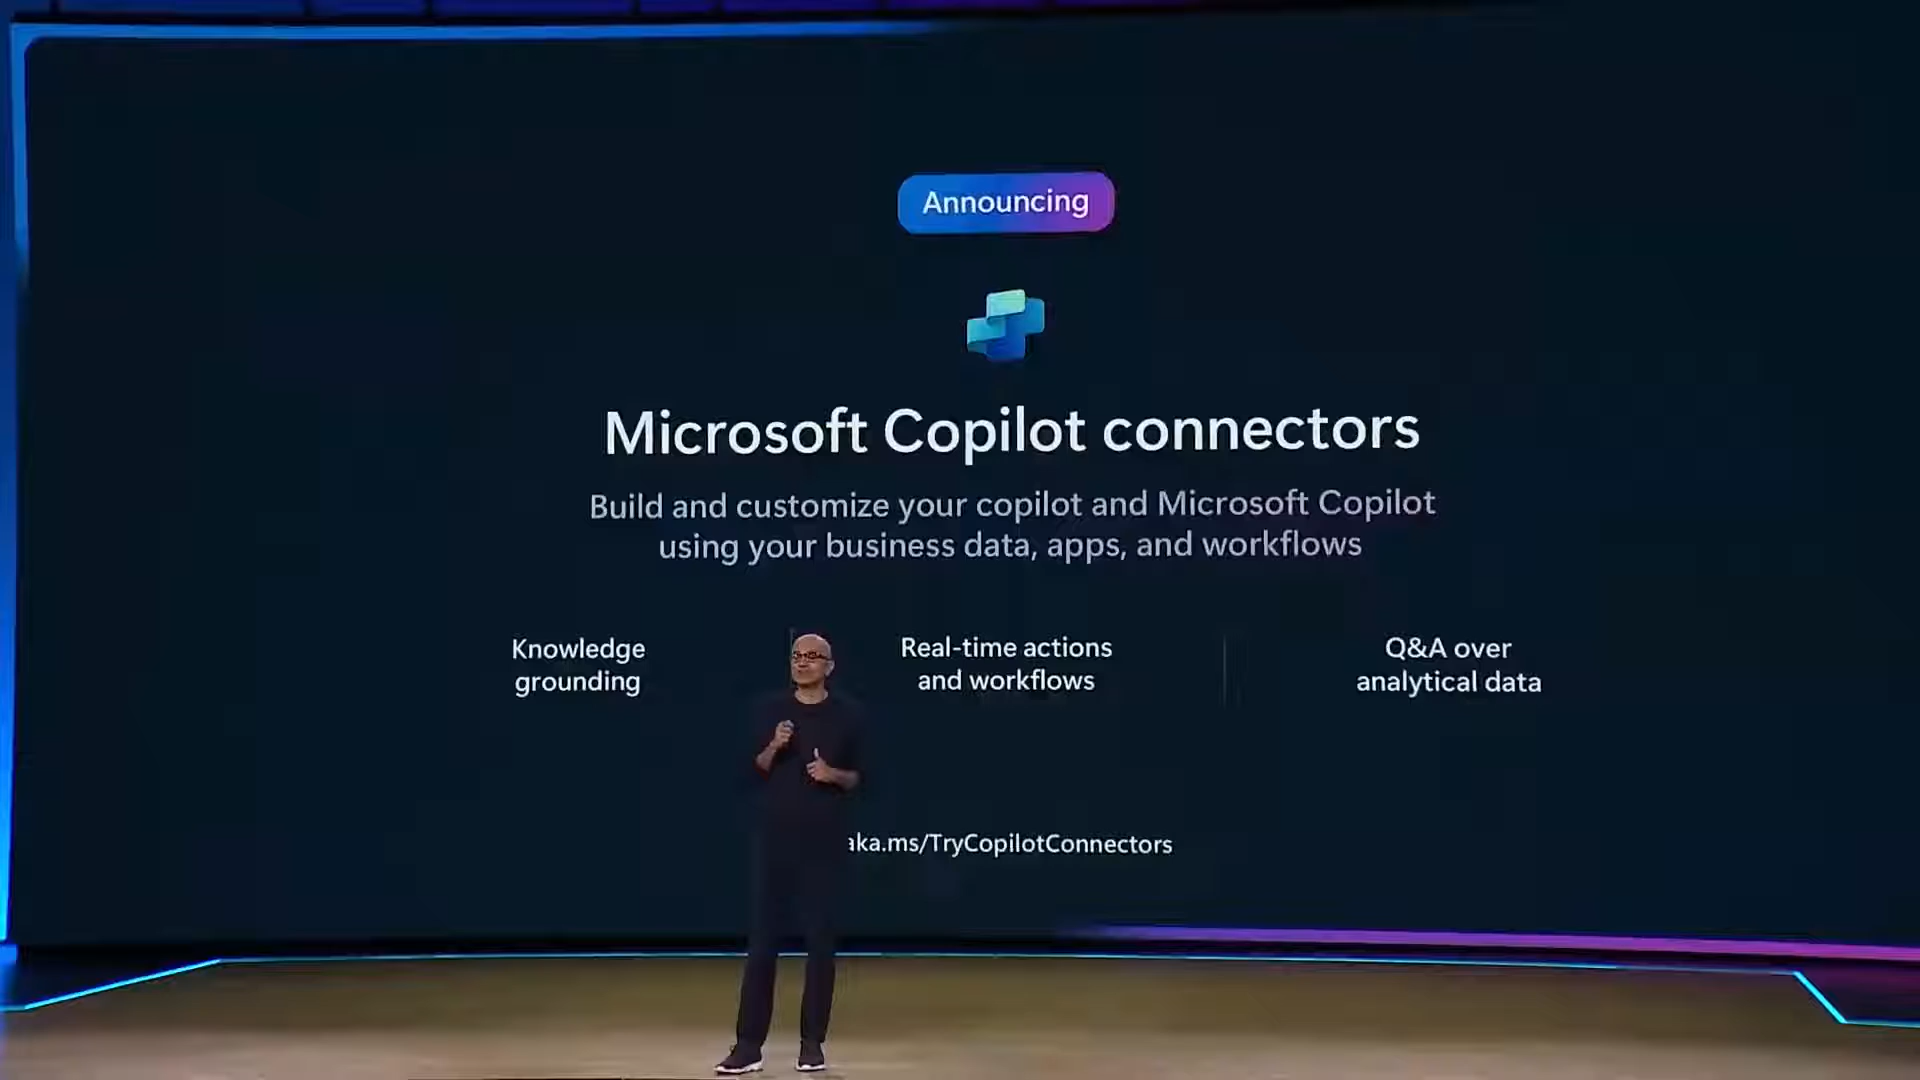 Announcing
Microsoft Copilot connectors
Build and customize your copilot and Microsoft Copilot
using your business data, apps, and workflows
Knowledge
grounding
Real-time actions
and workflows
Q&A over
analytical data
aka.ms/TryCopilotConnectors